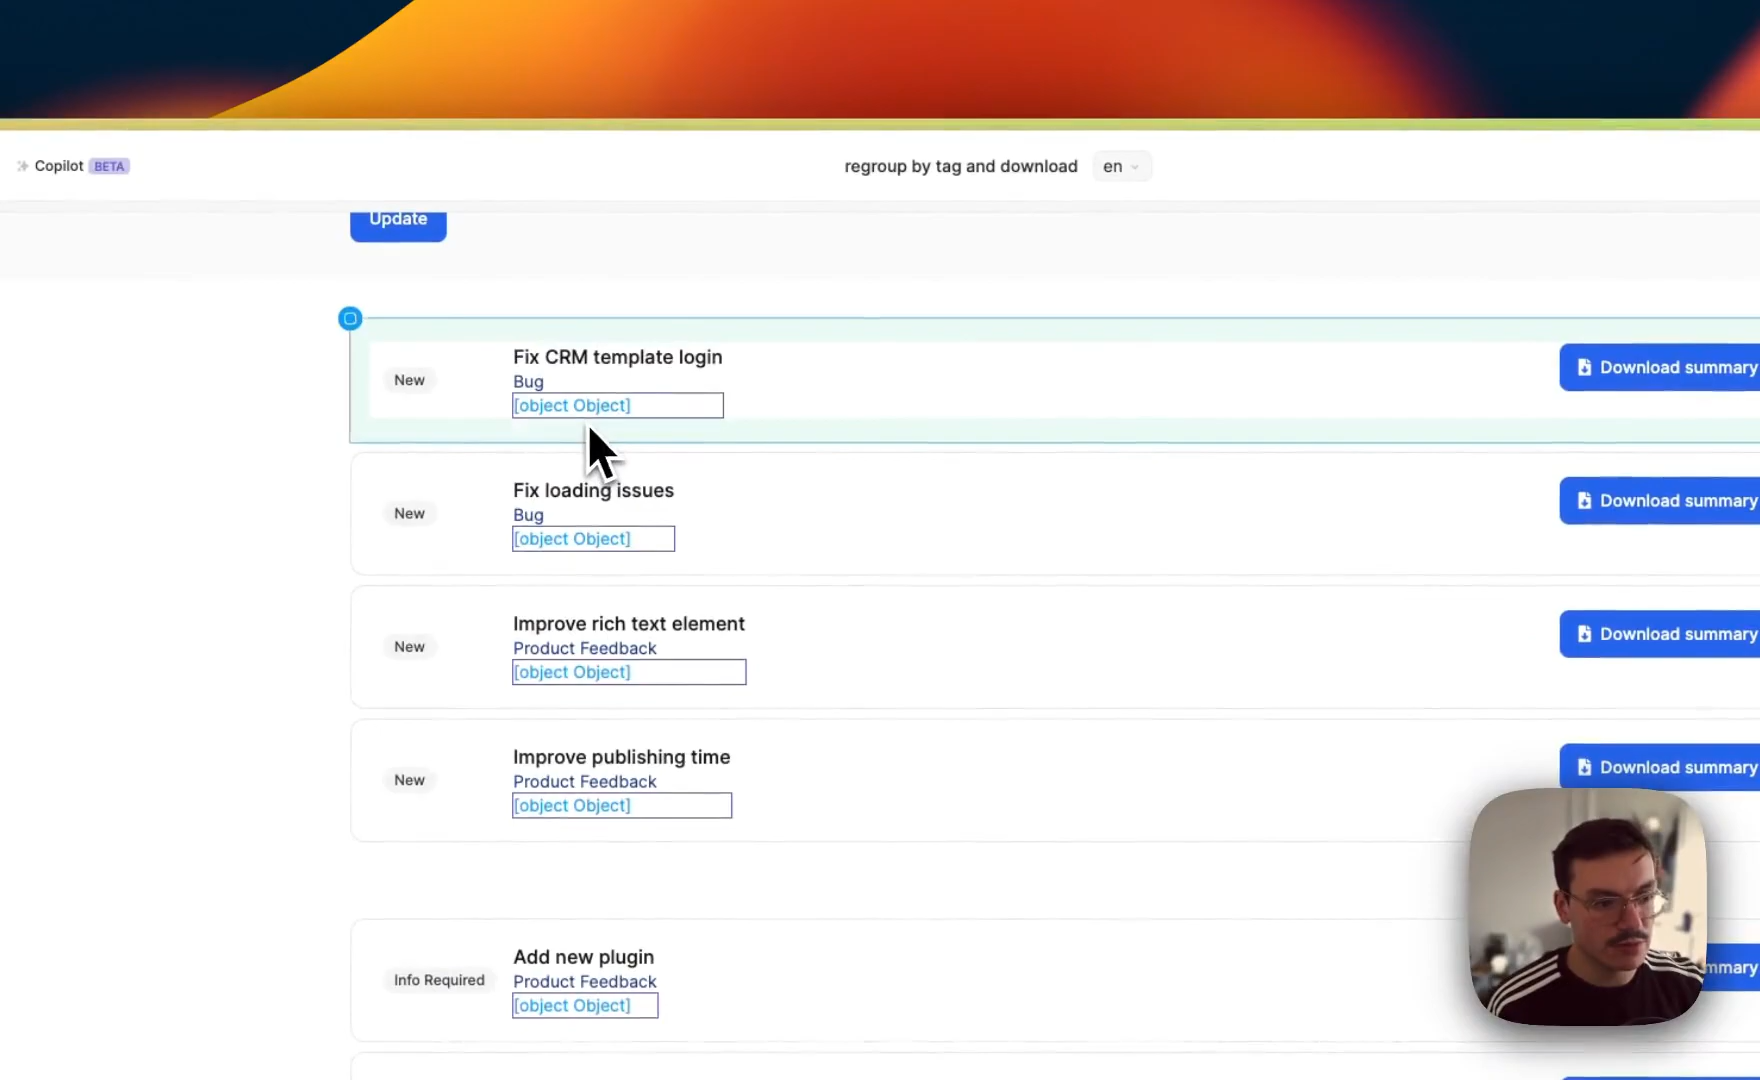 Copilot BETA
regroup by tag and download en
Update
New
Fix CRM template login
Bug
[object Object]
Download summary
New
Fix loading issues
Bug
[object Object]
Download summary
New
Improve rich text element
Product Feedback
[object Object]
Download summary
New
Improve publishing time
Product Feedback
[object Object]
Download summary
Info Required
Add new plugin
Product Feedback
[object Object]
mmary